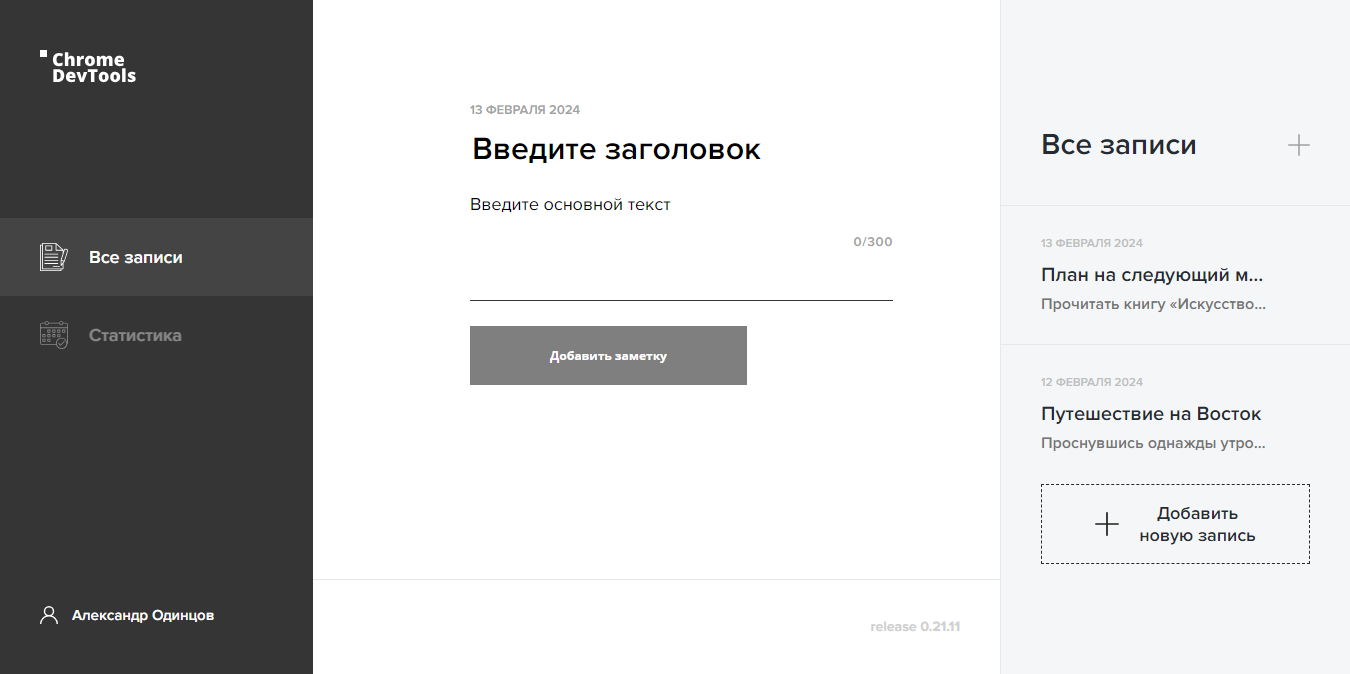 Chrome
DevTools
Все записи
Статистика
Александр Одинцов
13 ФЕВРАЛЯ 2024
Введите заголовок
Введите основной текст
0/300
Добавить заметку
release 0.21.11
Все записи
13 ФЕВРАЛЯ 2024
План на следующий м...
Прочитать книгу «Искусство...
12 ФЕВРАЛЯ 2024
Путешествие на Восток
Проснувшись однажды утро...
Добавить
новую запись